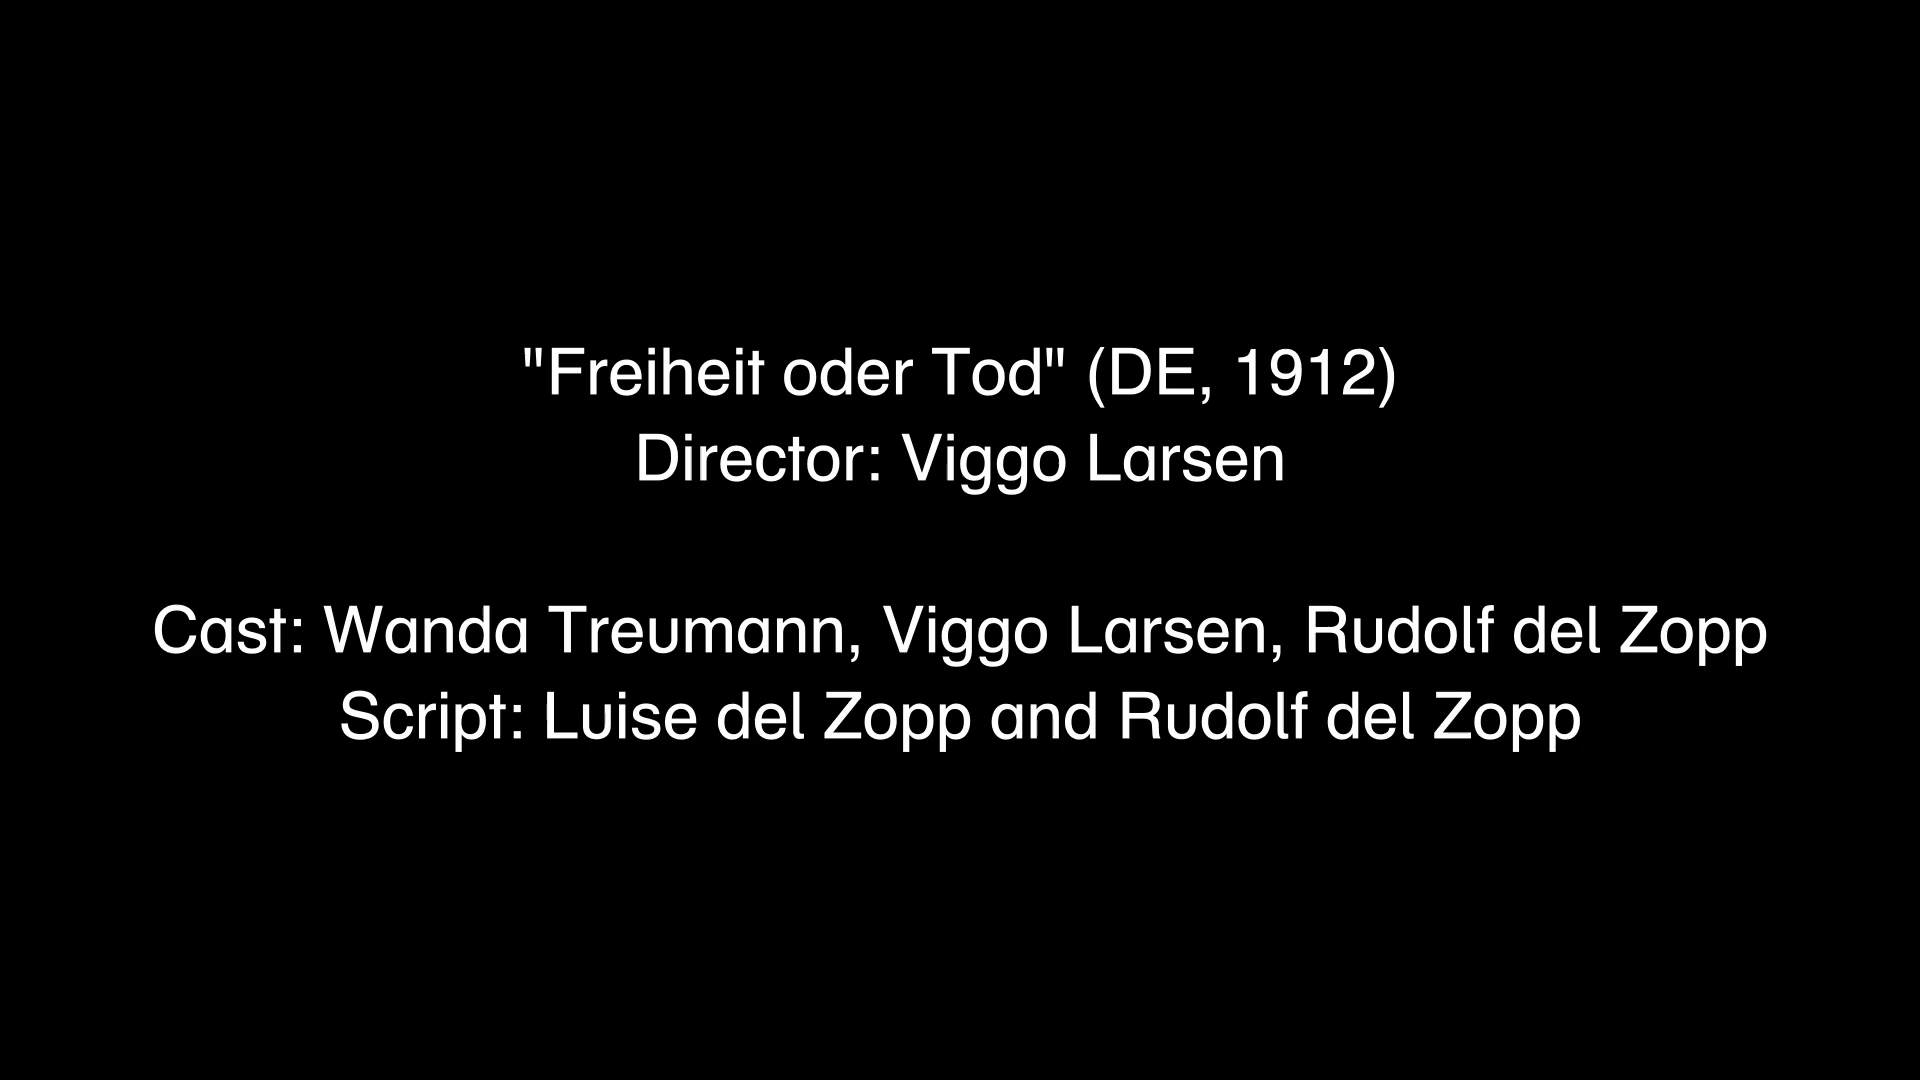 "Freiheit oder Tod" (DE, 1912)
Director: Viggo Larsen
Cast: Wanda Treumann, Viggo Larsen, Rudolf del Zopp
Script: Luise del Zopp and Rudolf del Zopp